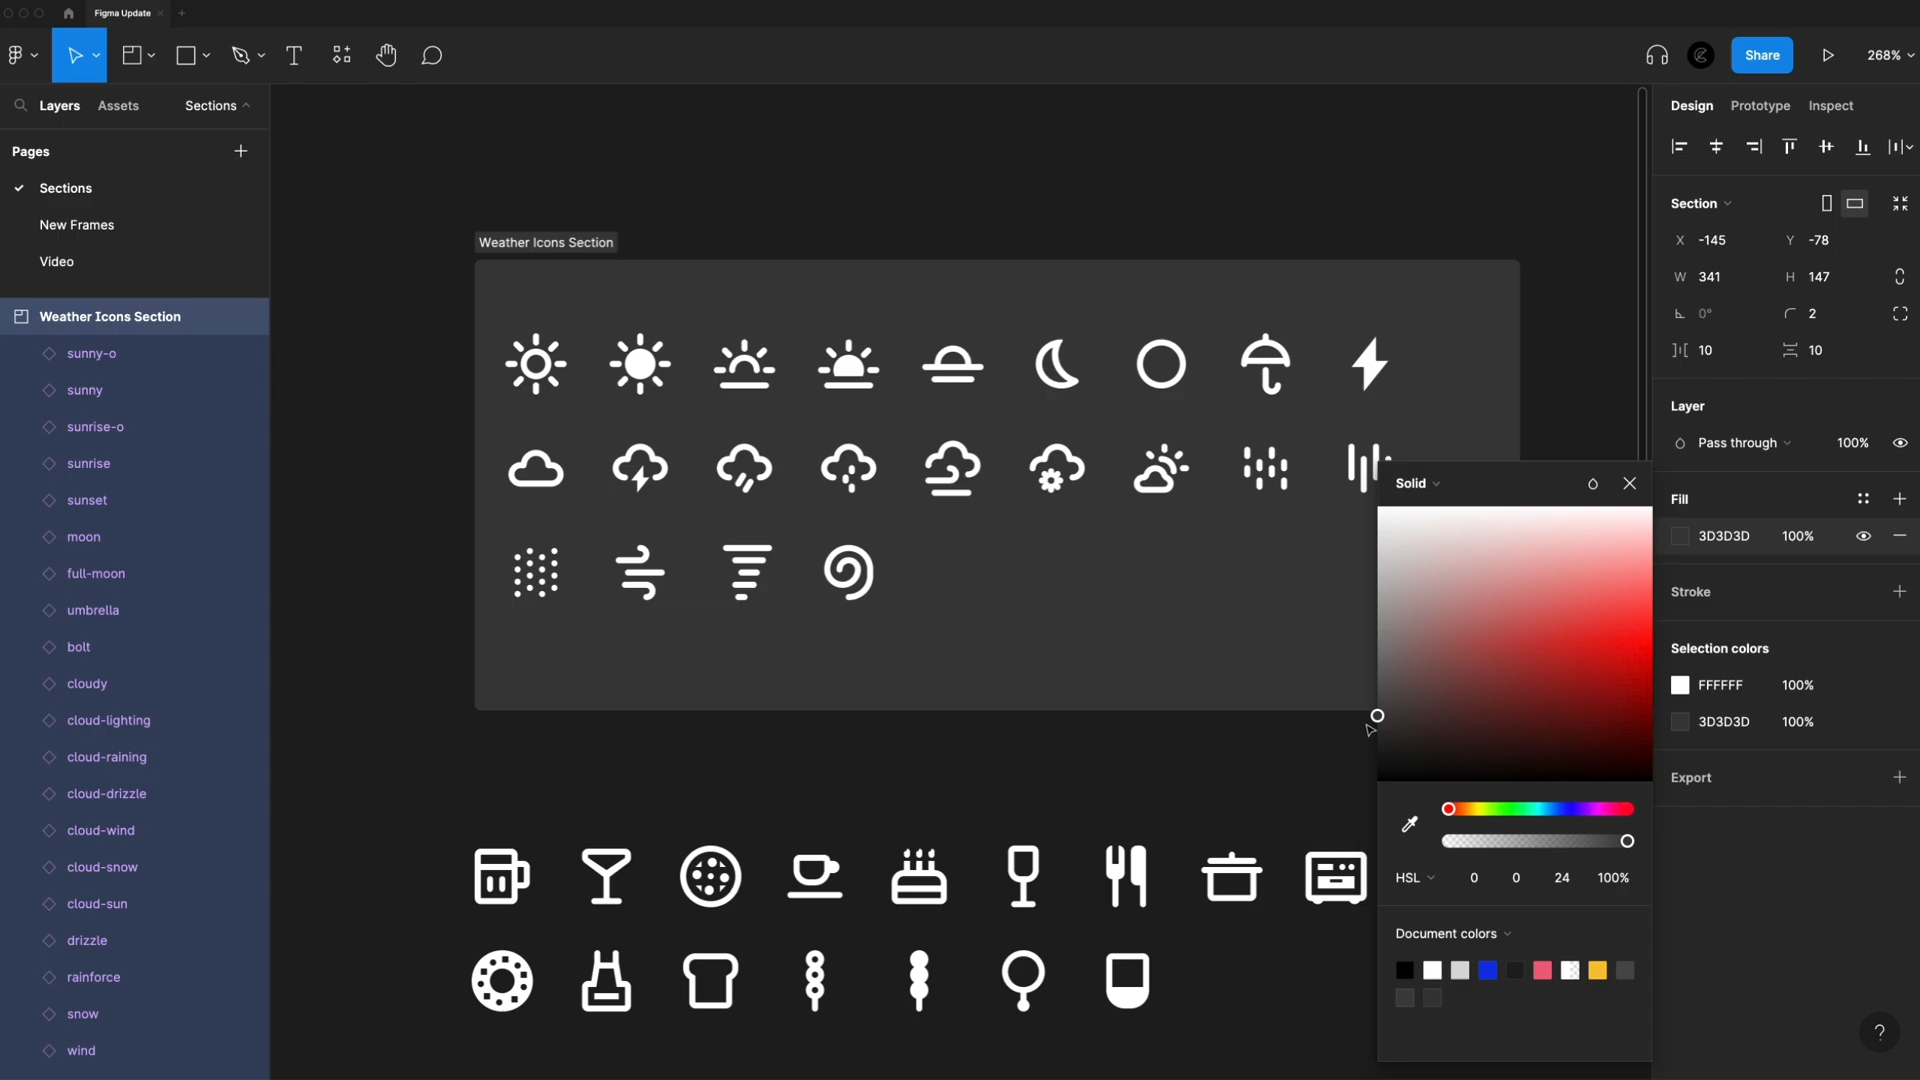 Figma Update
Share
268%
Layers
Assets
Sections
Design
Prototype
Inspect
Pages
Sections
New Frames
Video
Weather Icons Section
sunny-o
sunny
sunrise-o
sunrise
sunset
moon
full-moon
umbrella
bolt
cloudy
cloud-lighting
cloud-raining
cloud-drizzle
cloud-wind
cloud-snow
cloud-sun
drizzle
rainforce
snow
wind
Weather Icons Section
Solid
HSL 0 0 24 100%
Document colors
Section
X -145 Y -78
W 341 H 147
0° 2
10 10
Layer
Pass through 100%
Fill
3D3D3D 100%
Stroke
Selection colors
FFFFFF 100%
3D3D3D 100%
Export
?